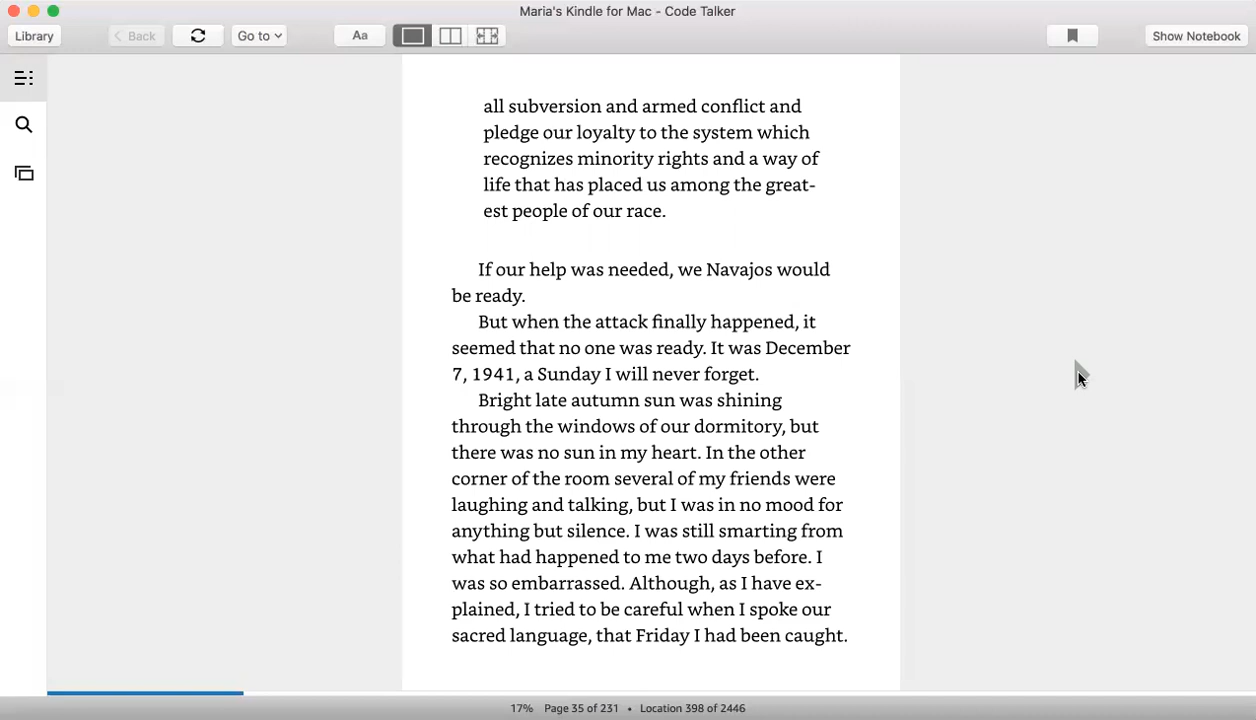 Maria's Kindle for Mac - Code Talker
Library
Back
Go to
Aa
Show Notebook
all subversion and armed conflict and
pledge our loyalty to the system which
recognizes minority rights and a way of
life that has placed us among the great-
est people of our race.
If our help was needed, we Navajos would
be ready.
But when the attack finally happened, it
seemed that no one was ready. It was December
7, 1941, a Sunday I will never forget.
Bright late autumn sun was shining
through the windows of our dormitory, but
there was no sun in my heart. In the other
corner of the room several of my friends were
laughing and talking, but I was in no mood for
anything but silence. I was still smarting from
what had happened to me two days before. I
was so embarrassed. Although, as I have ex-
plained, I tried to be careful when I spoke our
sacred language, that Friday I had been caught.
17% Page 35 of 231 • Location 398 of 2446